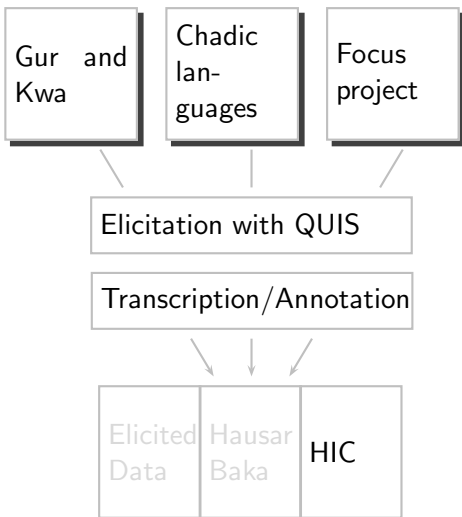 Gur and
Kwa
Chadic
lan-
guages
Focus
project
Elicitation with QUIS
Transcription/Annotation
Elicited
Data
Hausar
Baka
HIC